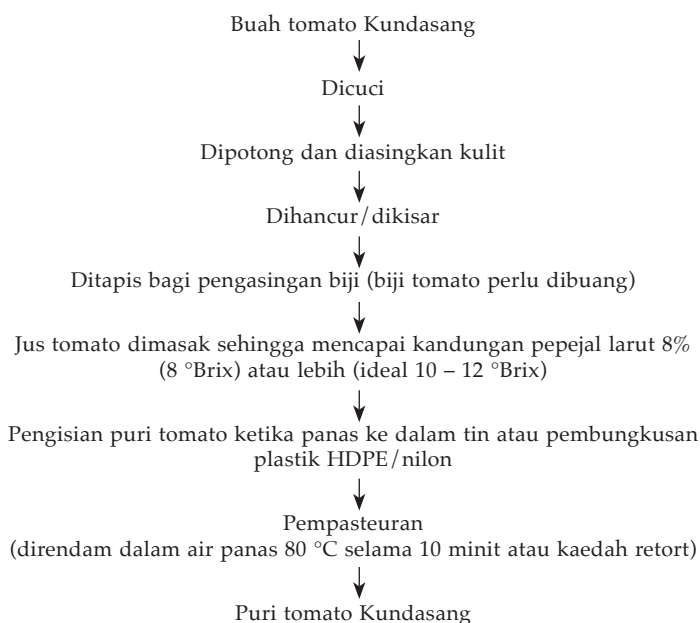 Buah tomato Kundasang
Dicuci
Dipotong dan diasingkan kulit
Dihancur/dikisar
Ditapis bagi pengasingan biji (biji tomato perlu dibuang)
Jus tomato dimasak sehingga mencapai kandungan pepejal larut 8%
(8 °Brix) atau lebih (ideal 10 – 12 °Brix)
Pengisian puri tomato ketika panas ke dalam tin atau pembungkusan
plastik HDPE/nilon
Pempasteuran
(direndam dalam air panas 80 °C selama 10 minit atau kaedah retort)
Puri tomato Kundasang